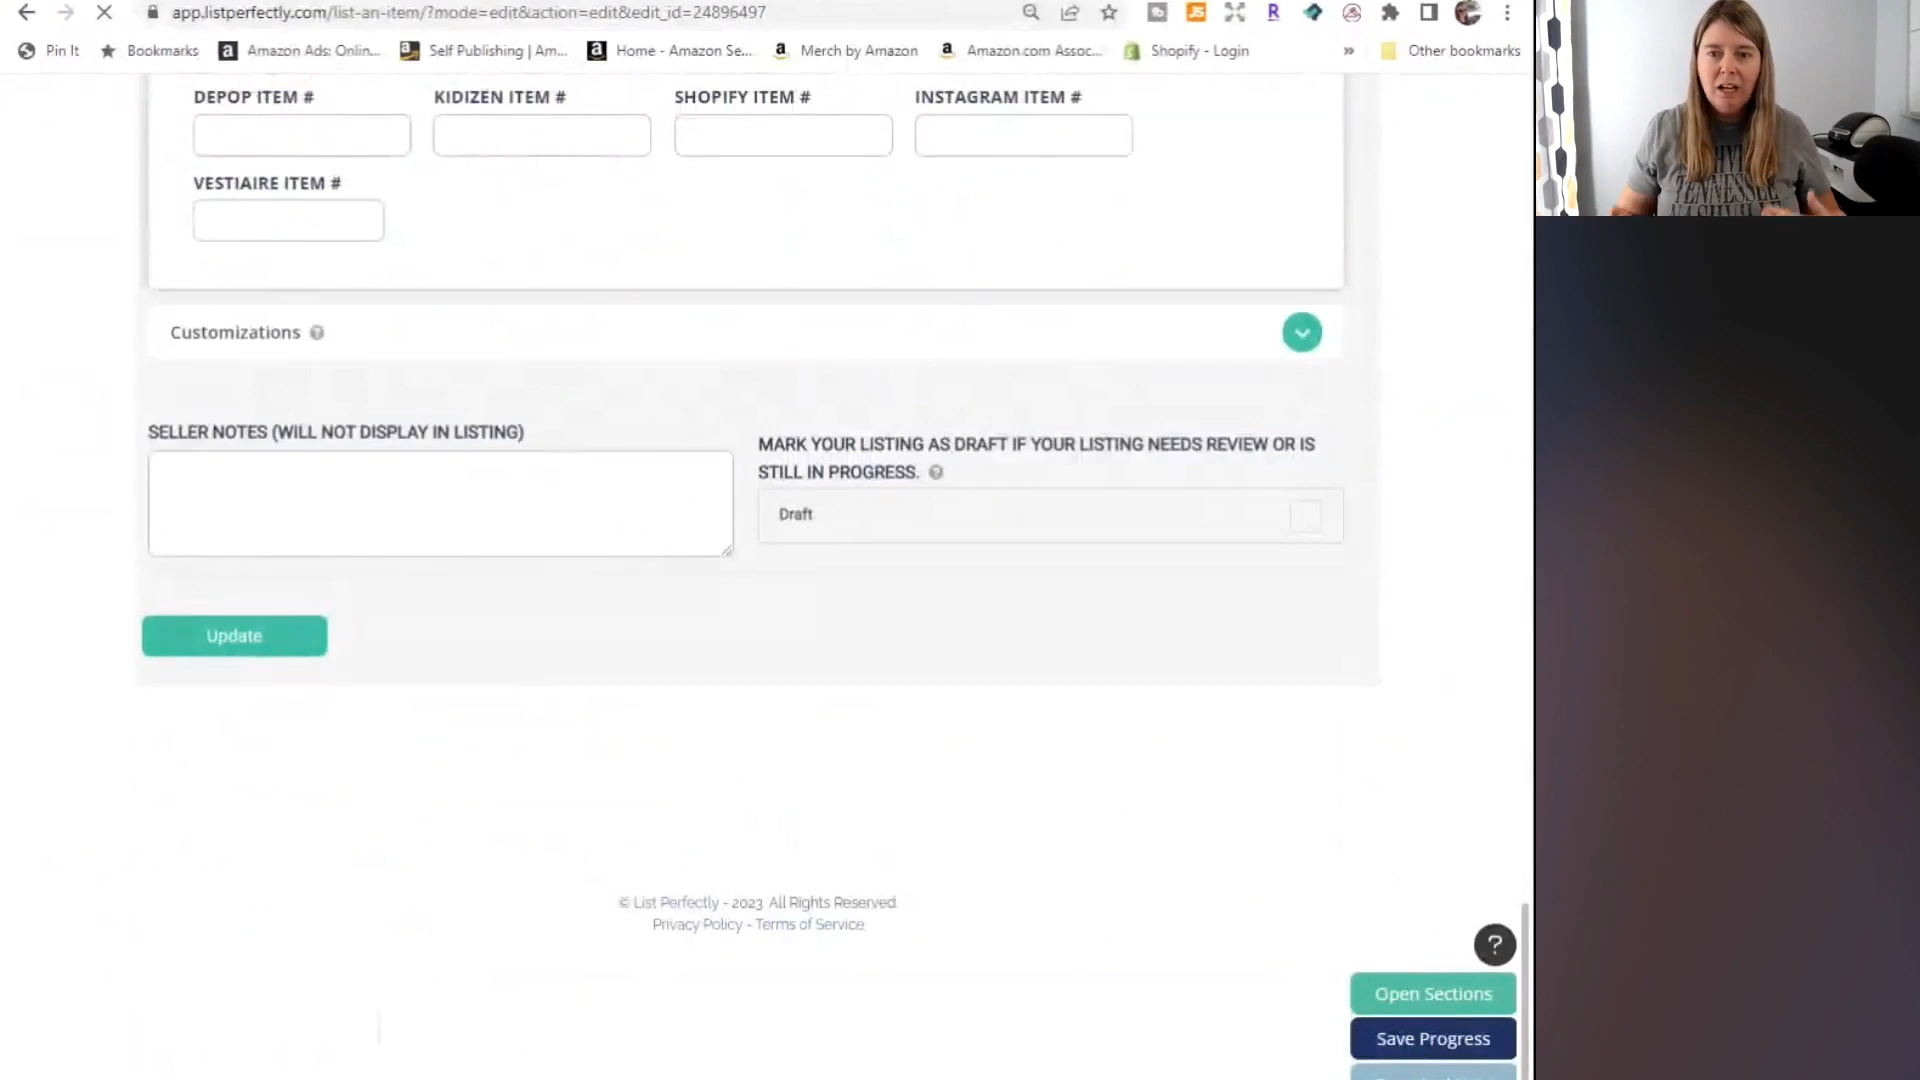 app.listperfectly.com/list-an-item/?mode=edit&action=edit&edit_id=24896497
Pin It Bookmarks Amazon Ads: Onlin... Self Publishing | Am... Home - Amazon Se... Merch by Amazon Amazon.com Assoc... Shopify - Login » Other bookmarks
DEPOP ITEM # KIDIZEN ITEM # SHOPIFY ITEM # INSTAGRAM ITEM #
VESTIAIRE ITEM #
Customizations
SELLER NOTES (WILL NOT DISPLAY IN LISTING)
MARK YOUR LISTING AS DRAFT IF YOUR LISTING NEEDS REVIEW OR IS
STILL IN PROGRESS.
Draft
Update
© List Perfectly - 2023 All Rights Reserved.
Privacy Policy - Terms of Service
?
Open Sections
Save Progress